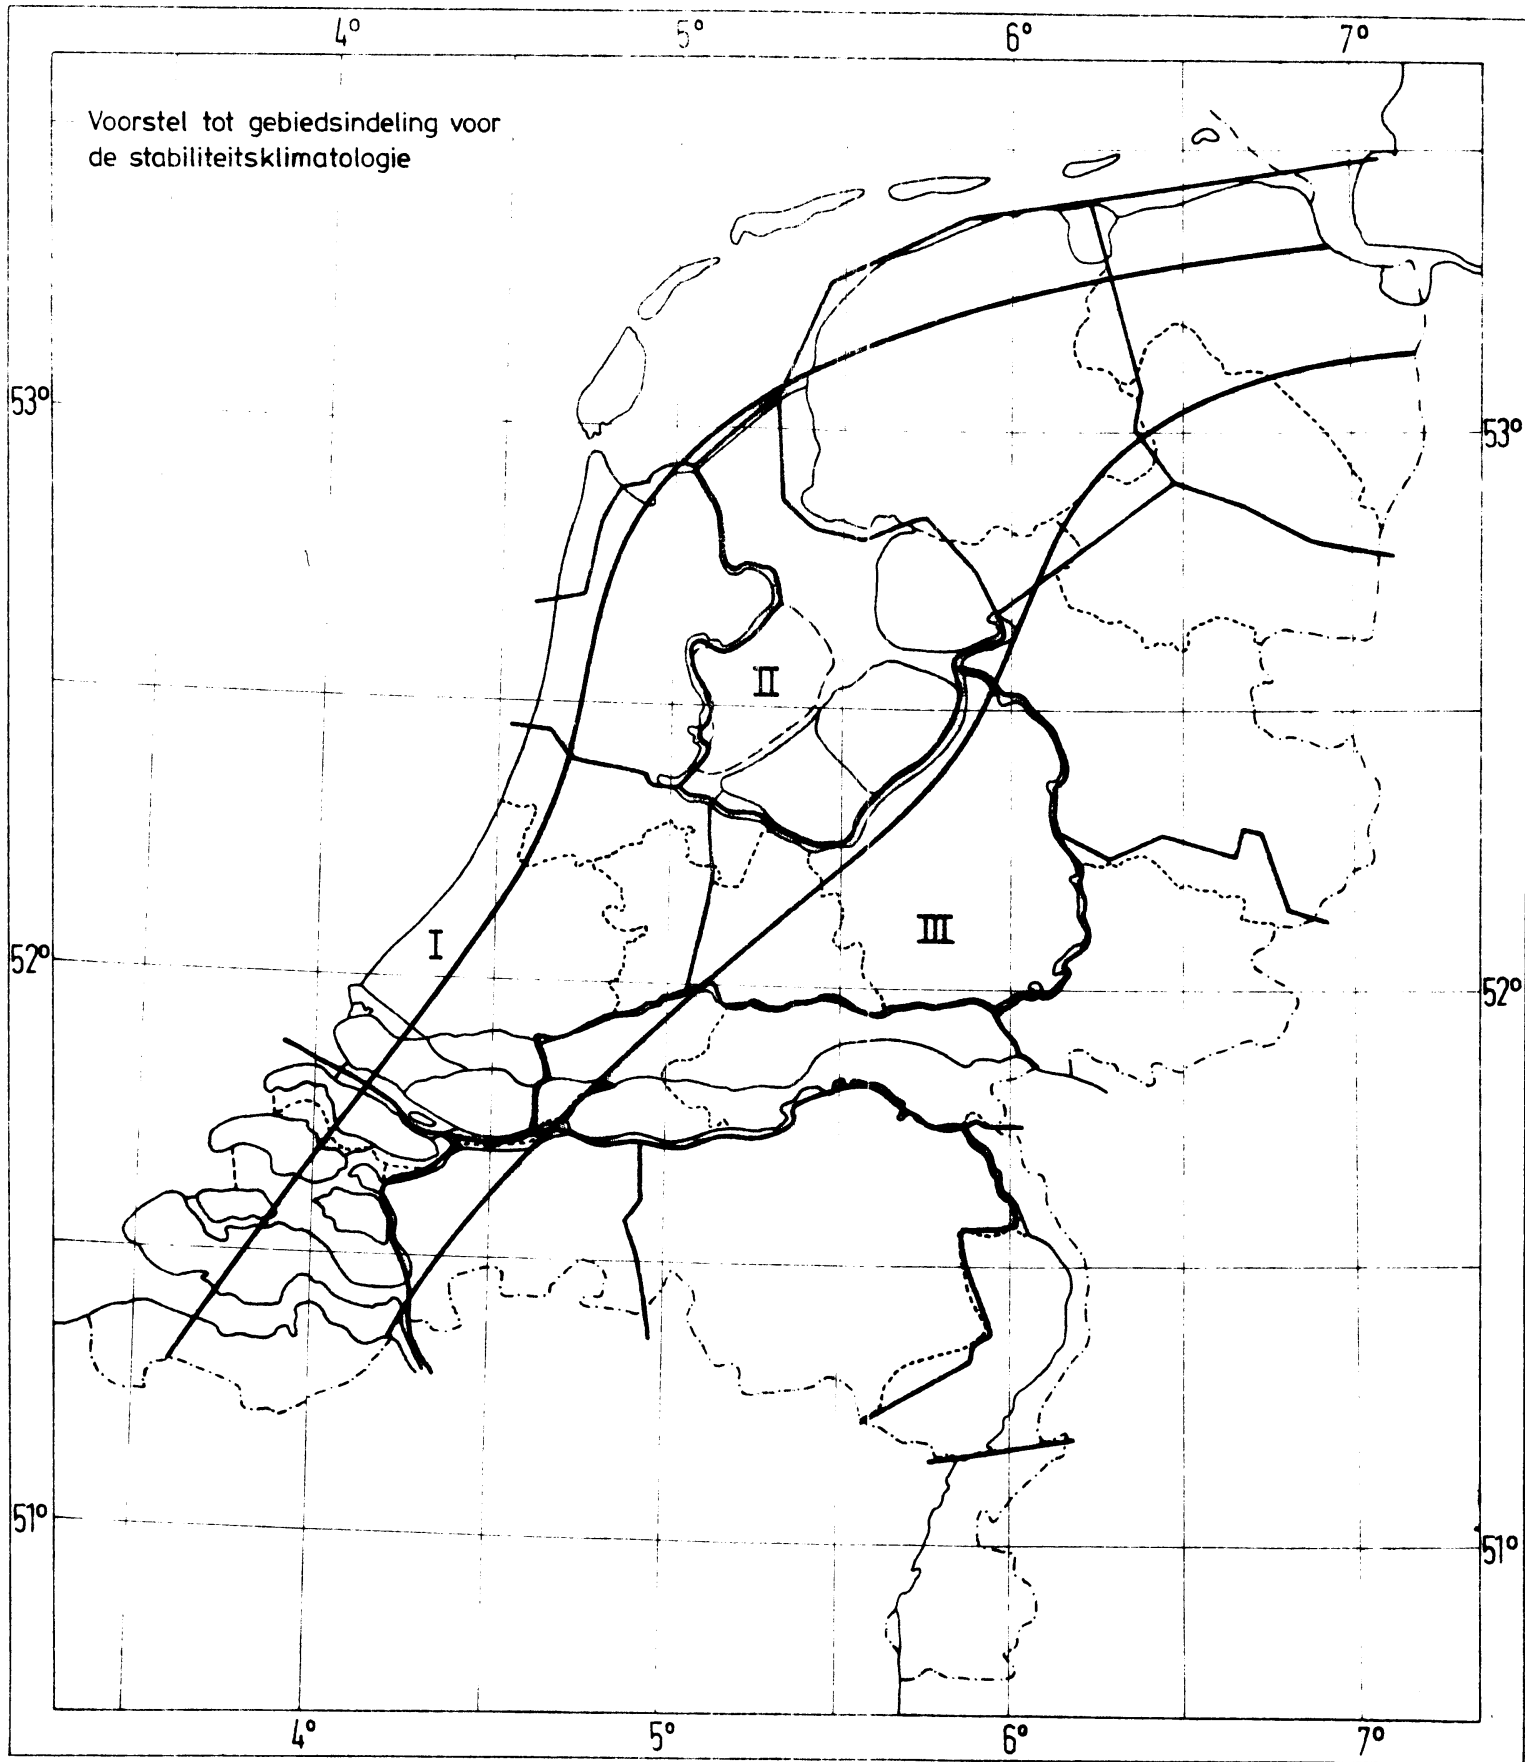 4° 5° 6° 7°
Voorstel tot gebiedsindeling voor
de stabiliteitsklimatologie
53° 53°
II
III
I
52° 52°
51° 51°
4° 5° 6° 7°